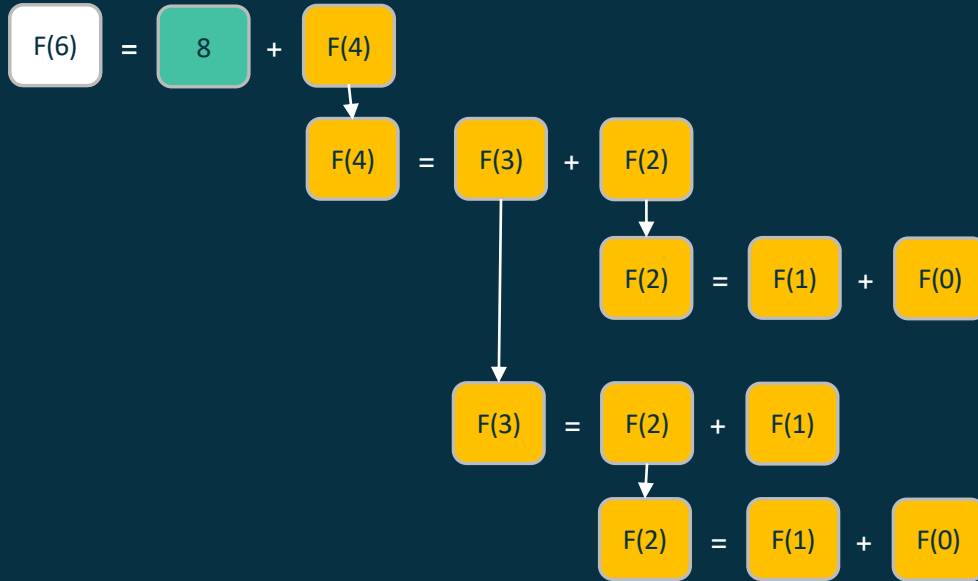 F(6) = 8 + F(4)
F(4) = F(3) + F(2)
F(2) = F(1) + F(0)
F(3) = F(2) + F(1)
F(2) = F(1) + F(0)